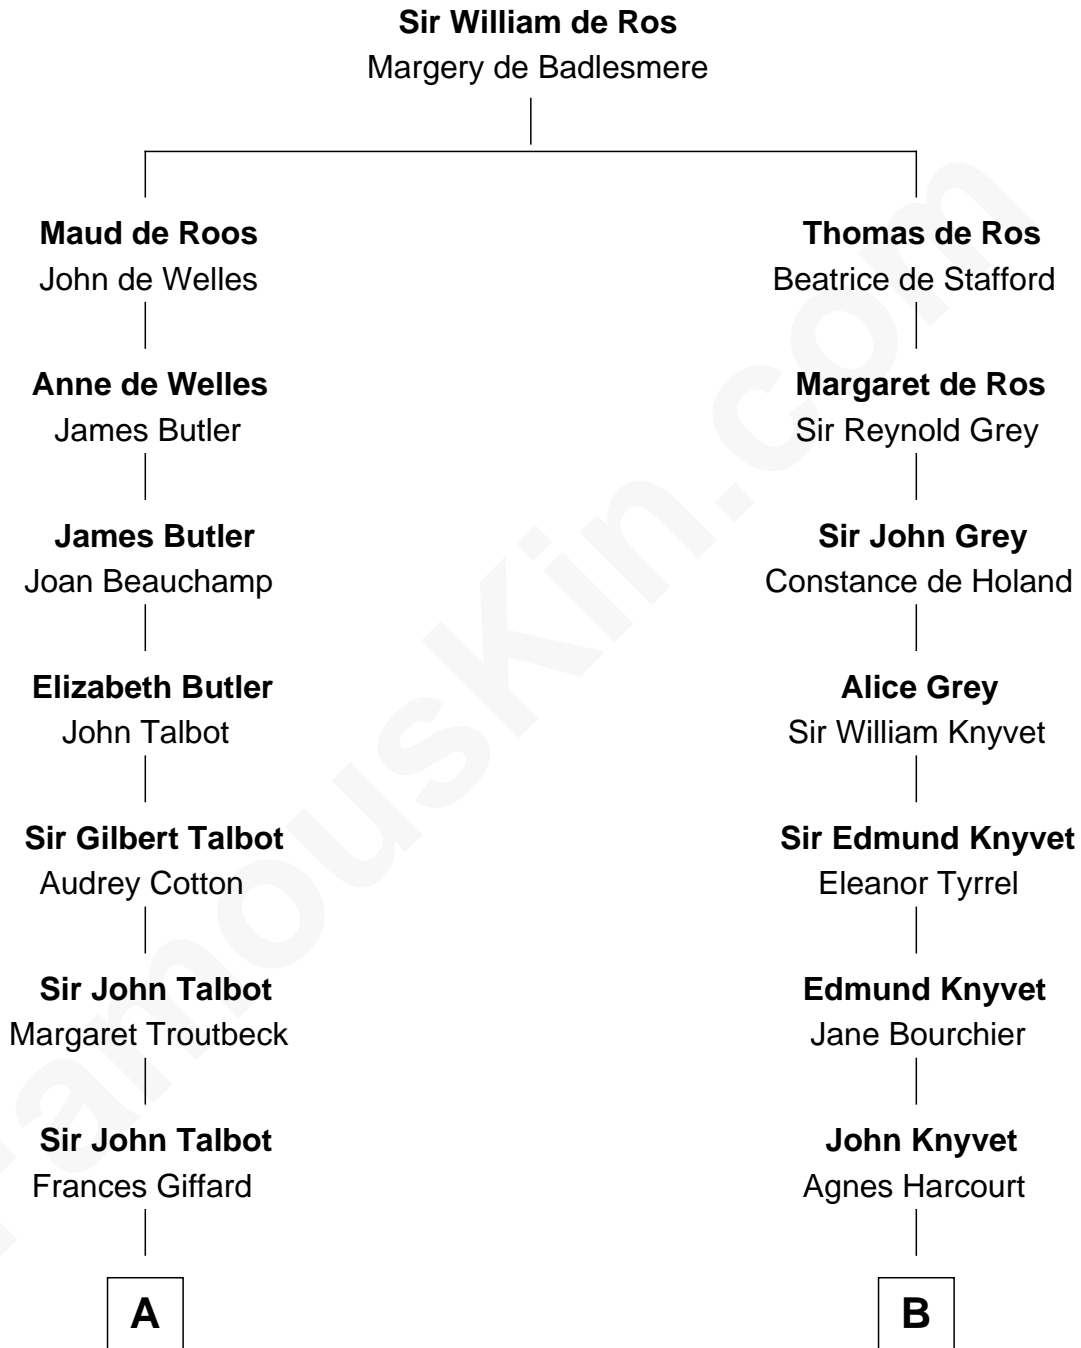 Sir William de Ros
Margery de Badlesmere
Maud de Roos
John de Welles
Thomas de Ros
Beatrice de Stafford
Anne de Welles
James Butler
Margaret de Ros
Sir Reynold Grey
James Butler
Joan Beauchamp
Sir John Grey
Constance de Holand
Elizabeth Butler
John Talbot
Alice Grey
Sir William Knyvet
Sir Gilbert Talbot
Audrey Cotton
Sir Edmund Knyvet
Eleanor Tyrrel
Sir John Talbot
Margaret Troutbeck
Edmund Knyvet
Jane Bourchier
Sir John Talbot
Frances Giffard
John Knyvet
Agnes Harcourt
A
B
FamousKin.com